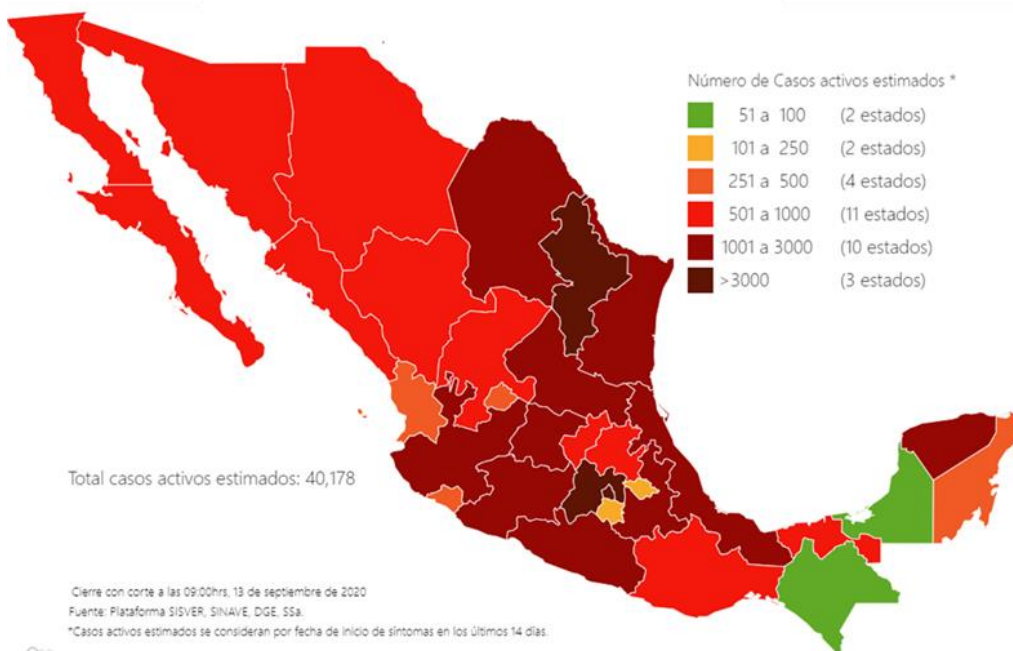 Número de Casos activos estimados *
51 a 100 (2 estados)
101 a 250 (2 estados)
251 a 500 (4 estados)
501 a 1000 (11 estados)
1001 a 3000 (10 estados)
>3000 (3 estados)
Total casos activos estimados: 40,178
Cierre con corte a las 09:00hrs, 13 de septiembre de 2020
Fuente: Plataforma SISVER, SINAVE, DGE, SSa.
*Casos activos estimados se consideran por fecha de inicio de síntomas en los últimos 14 días.